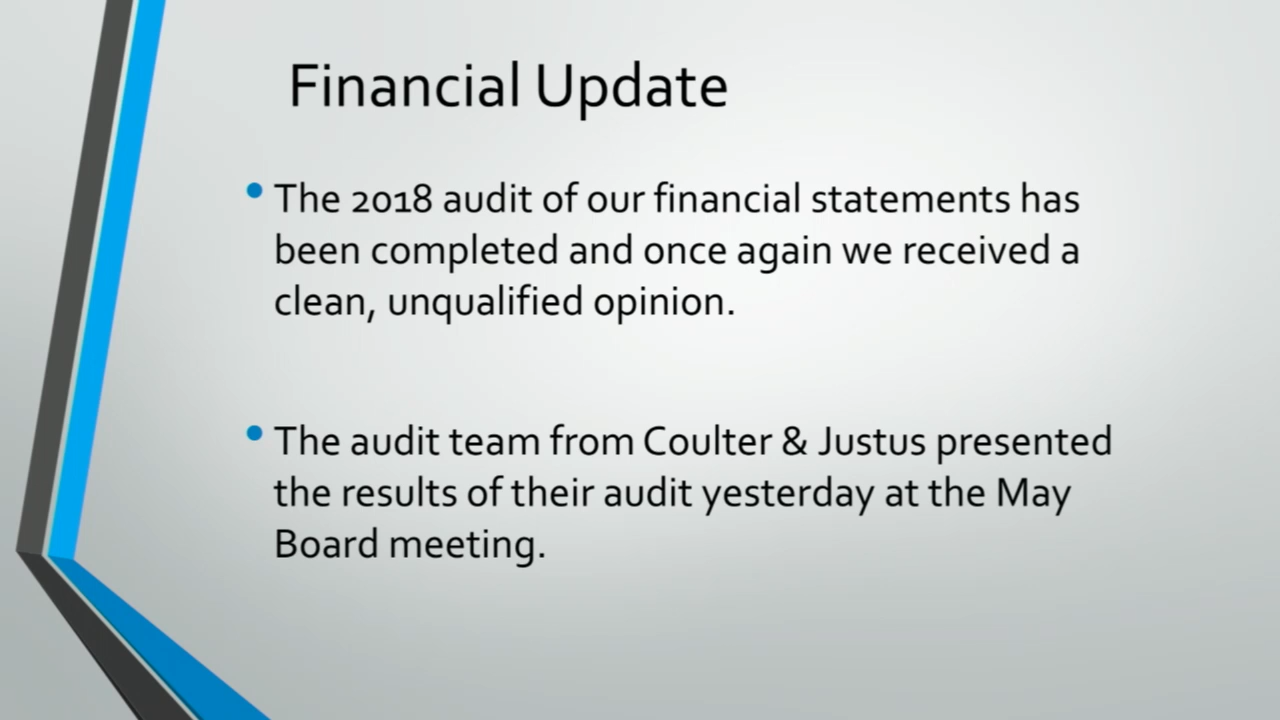 Financial Update
• The 2018 audit of our financial statements has
been completed and once again we received a
clean, unqualified opinion.
• The audit team from Coulter & Justus presented
the results of their audit yesterday at the May
Board meeting.